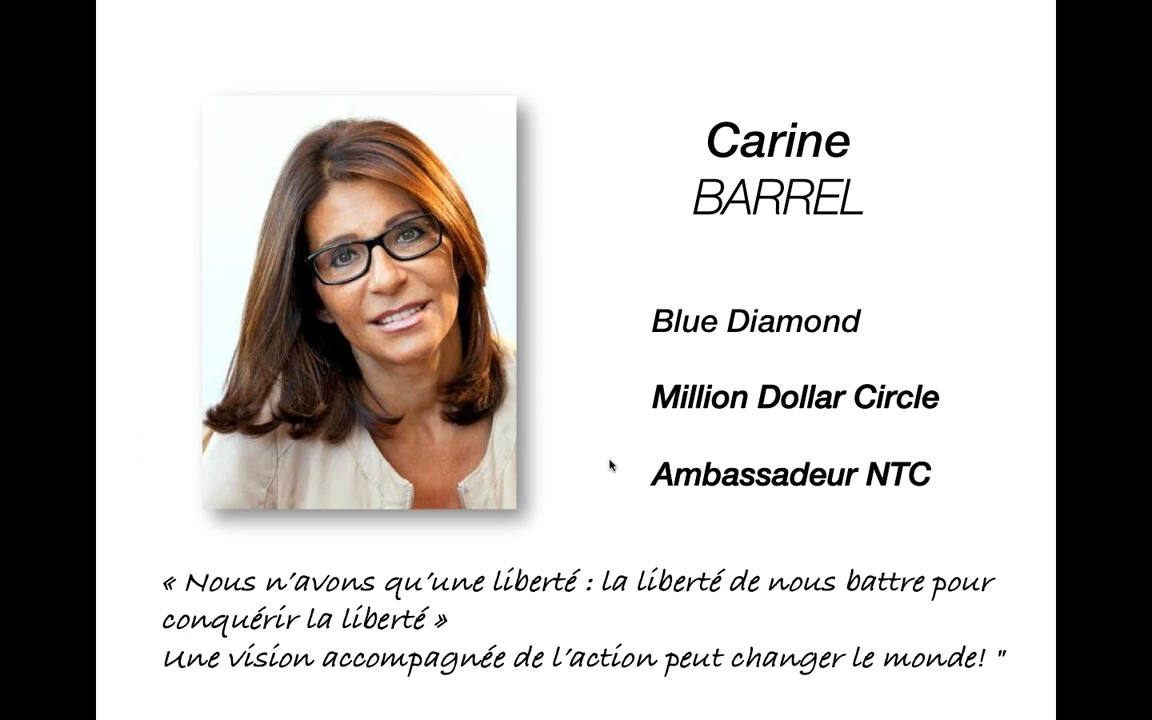 Carine
BARREL
Blue Diamond
Million Dollar Circle
Ambassadeur NTC
« Nous n'avons qu'une liberté : la liberté de nous battre pour
conquérir la liberté »
Une vision accompagnée de l'action peut changer le monde! "